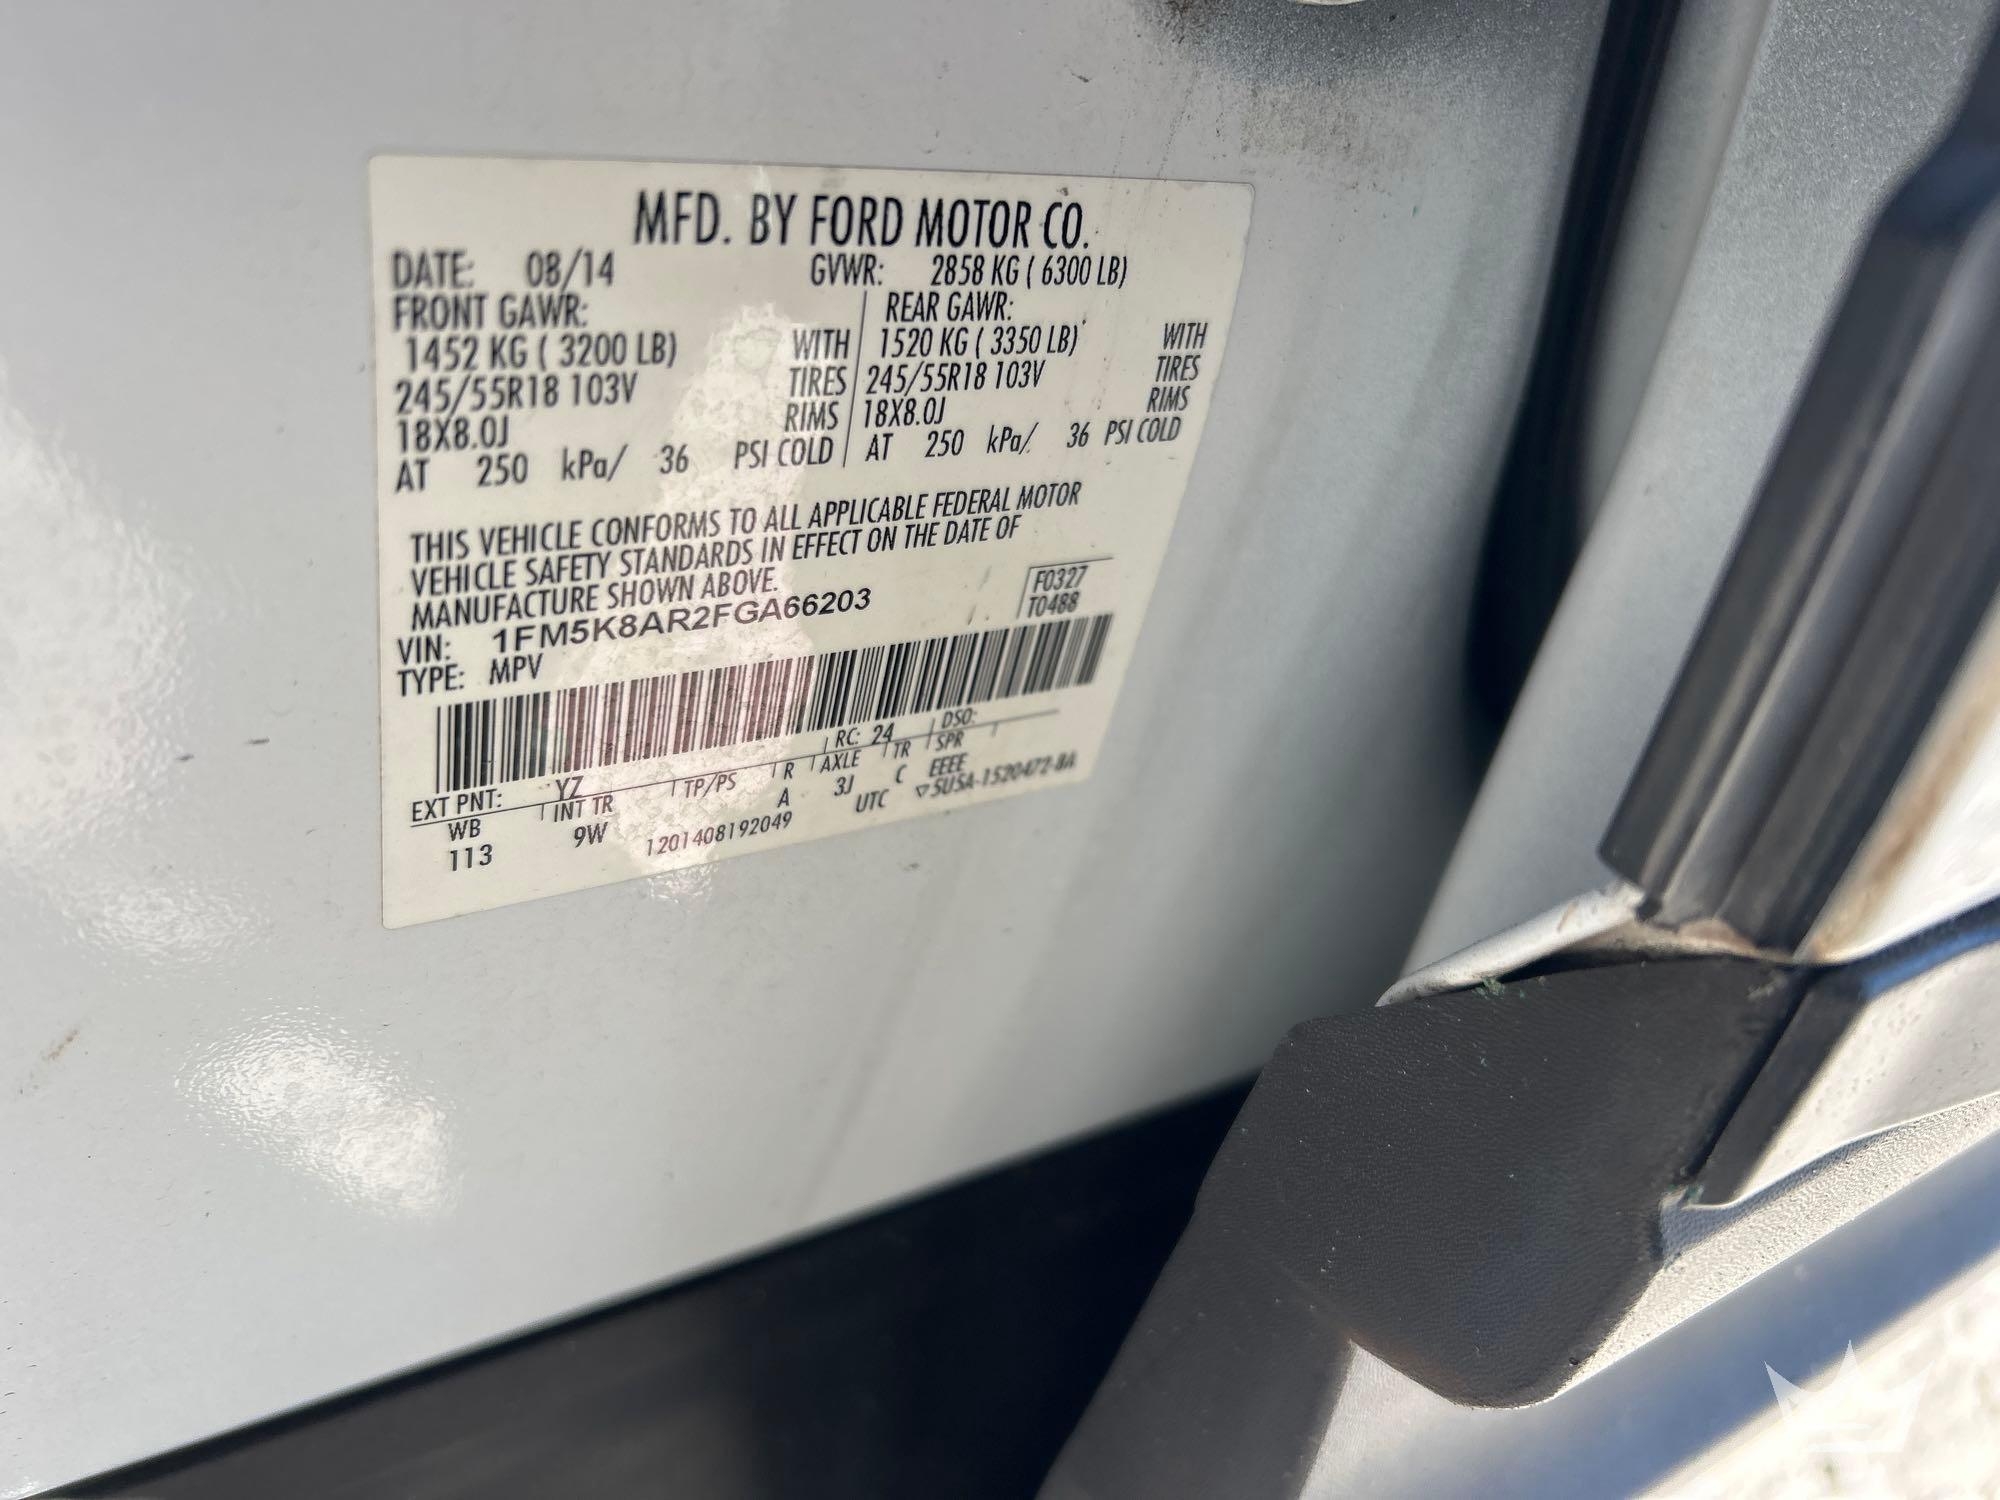 MFD. BY FORD MOTOR CO.
DATE: 08/14 GVWR: 2858 KG ( 6300 LB)
FRONT GAWR: REAR GAWR:
1452 KG ( 3200 LB) WITH 1520 KG ( 3350 LB) WITH
245/55R18 103V TIRES 245/55R18 103V TIRES
18X8.0J RIMS 18X8.0J RIMS
AT 250 kPa/ 36 PSI COLD AT 250 kPa/ 36 PSI COLD
THIS VEHICLE CONFORMS TO ALL APPLICABLE FEDERAL MOTOR
VEHICLE SAFETY STANDARDS IN EFFECT ON THE DATE OF
MANUFACTURE SHOWN ABOVE.
F0327
VIN: 1FM5K8AR2FGA66203 T0488
TYPE: MPV
EXT PNT: YZ RC: 24 DSO:
WB INT TR TP/PS R AXLE TR SPR
113 9W A 3J C EEEE
1201408192049 UTC ▽5USA-1520472-BA